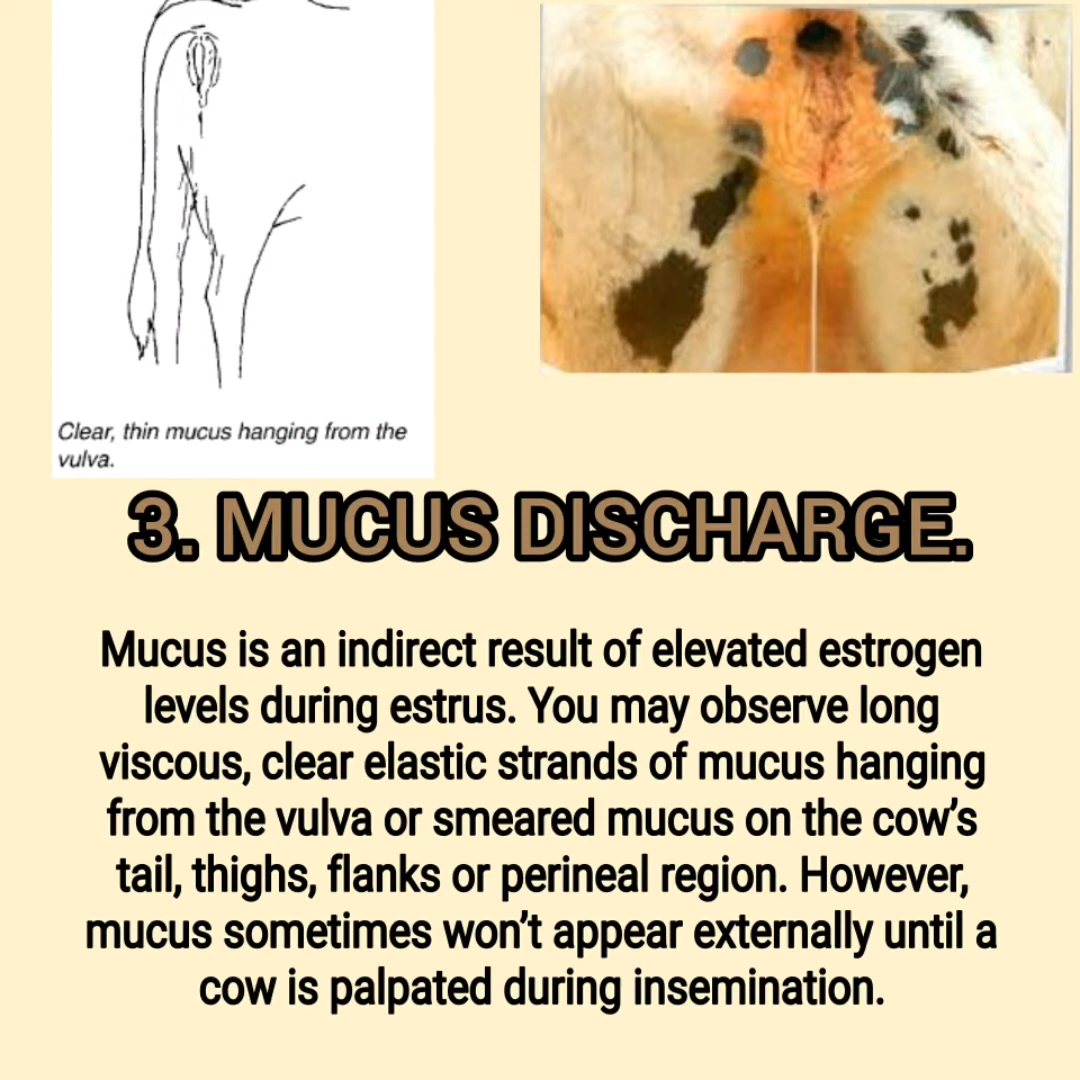 Clear, thin mucus hanging from the
vulva.
3. MUCUS DISCHARGE.
Mucus is an indirect result of elevated estrogen
levels during estrus. You may observe long
viscous, clear elastic strands of mucus hanging
from the vulva or smeared mucus on the cow’s
tail, thighs, flanks or perineal region. However,
mucus sometimes won’t appear externally until a
cow is palpated during insemination.